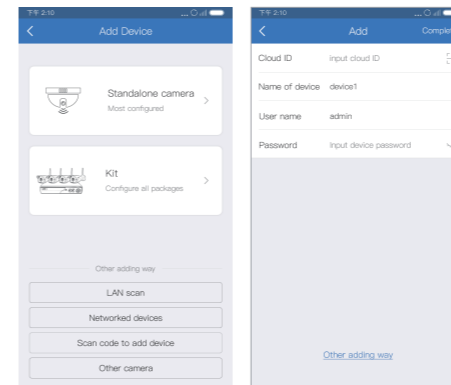 下午 2:10
Add Device
Standalone camera
Most configured
Kit
Configure all packages
Other adding way
LAN scan
Networked devices
Scan code to add device
Other camera
下午 2:10
Add
Comple
Cloud ID input cloud ID
Name of device device1
User name admin
Password Input device password
Other adding way